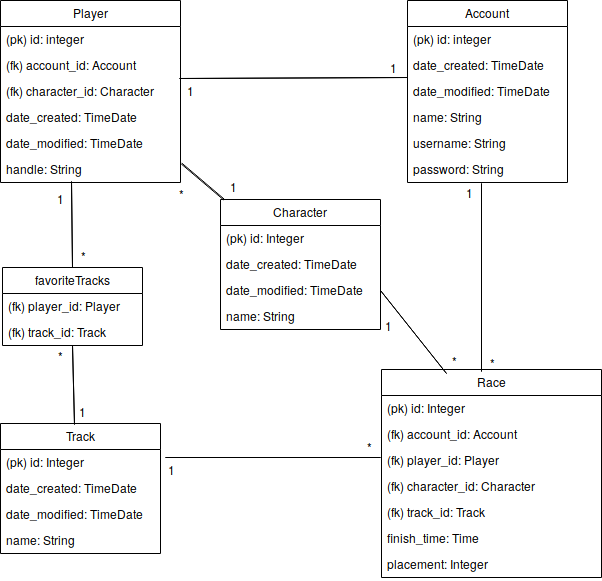 Player
(pk) id: integer
(fk) account_id: Account
(fk) character_id: Character
date_created: TimeDate
date_modified: TimeDate
handle: String
Account
(pk) id: integer
date_created: TimeDate
date_modified: TimeDate
name: String
username: String
password: String
1
1
1
*
1
1
*
Character
(pk) id: Integer
date_created: TimeDate
date_modified: TimeDate
name: String
favoriteTracks
(fk) player_id: Player
(fk) track_id: Track
*
1
1
*
*
Track
(pk) id: Integer
date_created: TimeDate
date_modified: TimeDate
name: String
1
*
Race
(pk) id: Integer
(fk) account_id: Account
(fk) player_id: Player
(fk) character_id: Character
(fk) track_id: Track
finish_time: Time
placement: Integer